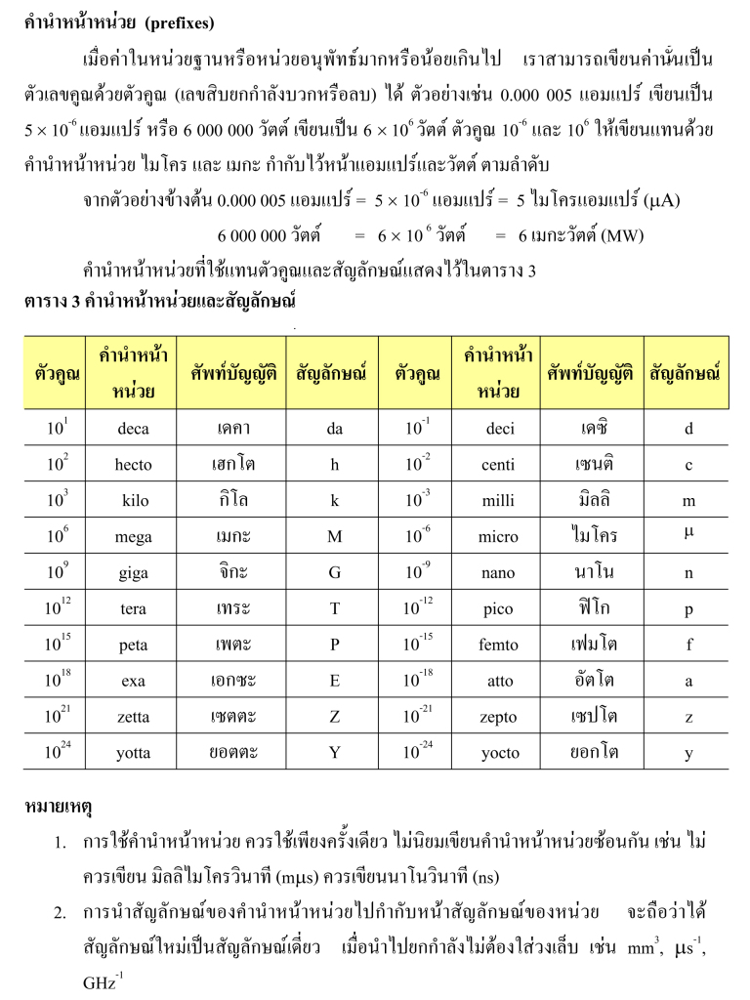 คำนำหน้าหน่วย (prefixes)
เมื่อค่าในหน่วยฐานหรือหน่วยอนุพัทธ์มากหรือน้อยเกินไป เราสามารถเขียนค่านั้นเป็น
ตัวเลขคูณด้วยตัวคูณ (เลขสิบยกกำลังบวกหรือลบ) ได้ ตัวอย่างเช่น 0.000 005 แอมแปร์ เขียนเป็น
5 × 10⁻⁶ แอมแปร์ หรือ 6 000 000 วัตต์ เขียนเป็น 6 × 10⁶ วัตต์ ตัวคูณ 10⁻⁶ และ 10⁶ ให้เขียนแทนด้วย
คำนำหน้าหน่วย ไมโคร และ เมกะ กำกับไว้หน้าแอมแปร์และวัตต์ ตามลำดับ
จากตัวอย่างข้างต้น 0.000 005 แอมแปร์ = 5 × 10⁻⁶ แอมแปร์ = 5 ไมโครแอมแปร์ (μA)
6 000 000 วัตต์ = 6 × 10 ⁶ วัตต์ = 6 เมกะวัตต์ (MW)
คำนำหน้าหน่วยที่ใช้แทนตัวคูณและสัญลักษณ์แสดงไว้ในตาราง 3
ตาราง 3 คำนำหน้าหน่วยและสัญลักษณ์
ตัวคูณ คำนำหน้าหน่วย ศัพท์บัญญัติ สัญลักษณ์ ตัวคูณ คำนำหน้าหน่วย ศัพท์บัญญัติ สัญลักษณ์
10¹ deca เดคา da 10⁻¹ deci เดซิ d
10² hecto เฮกโต h 10⁻² centi เซนติ c
10³ kilo กิโล k 10⁻³ milli มิลลิ m
10⁶ mega เมกะ M 10⁻⁶ micro ไมโคร μ
10⁹ giga จิกะ G 10⁻⁹ nano นาโน n
10¹² tera เทระ T 10⁻¹² pico ฟิโก p
10¹⁵ peta เพตะ P 10⁻¹⁵ femto เฟมโต f
10¹⁸ exa เอกซะ E 10⁻¹⁸ atto อัตโต a
10²¹ zetta เซตตะ Z 10⁻²¹ zepto เซปโต z
10²⁴ yotta ยอตตะ Y 10⁻²⁴ yocto ยอกโต y
หมายเหตุ
1. การใช้คำนำหน้าหน่วย ควรใช้เพียงครั้งเดียว ไม่นิยมเขียนคำนำหน้าหน่วยซ้อนกัน เช่น ไม่
ควรเขียน มิลลิไมโครวินาที (mμs) ควรเขียนนาโนวินาที (ns)
2. การนำสัญลักษณ์ของคำนำหน้าหน่วยไปกำกับหน้าสัญลักษณ์ของหน่วย จะถือว่าได้
สัญลักษณ์ใหม่เป็นสัญลักษณ์เดี่ยว เมื่อนำไปยกกำลังไม่ต้องใส่วงเล็บ เช่น mm³, μs⁻¹,
GHz⁻¹